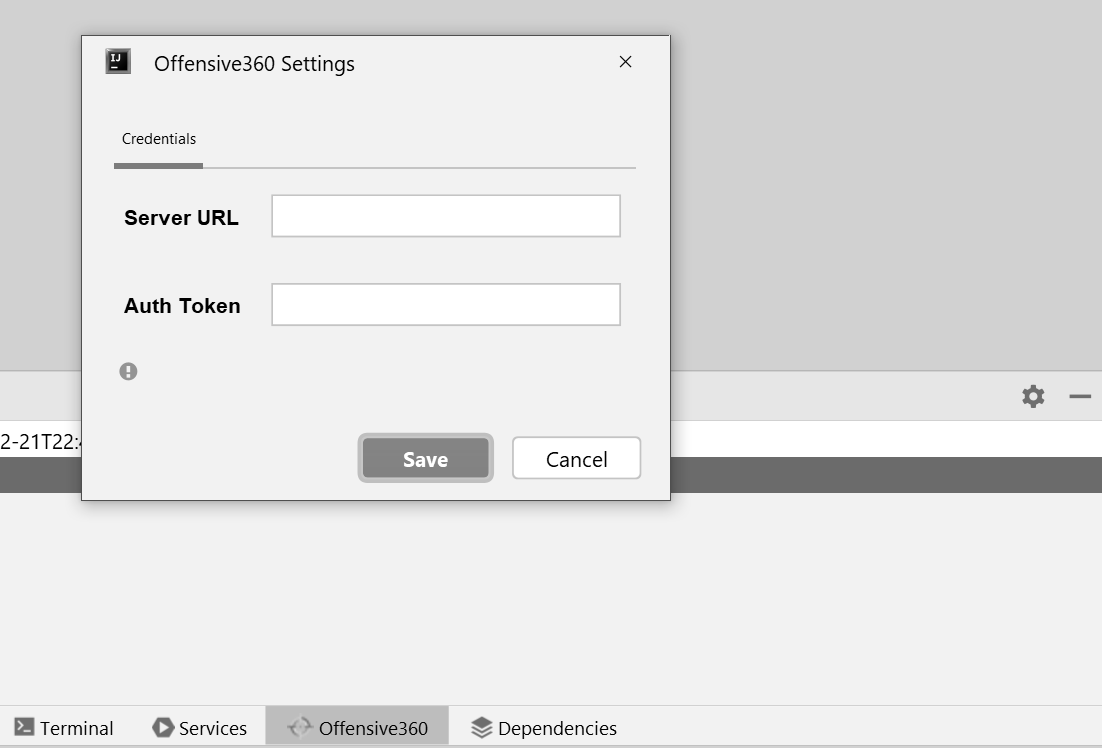 IJ
Offensive360 Settings
Credentials
Server URL
Auth Token
2-21T22:
Save
Cancel
Terminal
Services
Offensive360
Dependencies